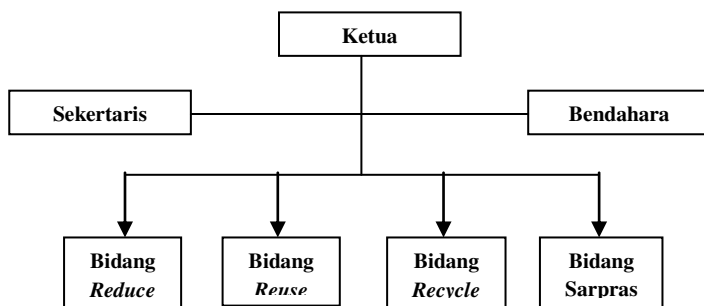 Ketua
Sekertaris
Bendahara
Bidang
Reduce
Bidang
Reuse
Bidang
Recycle
Bidang
Sarpras